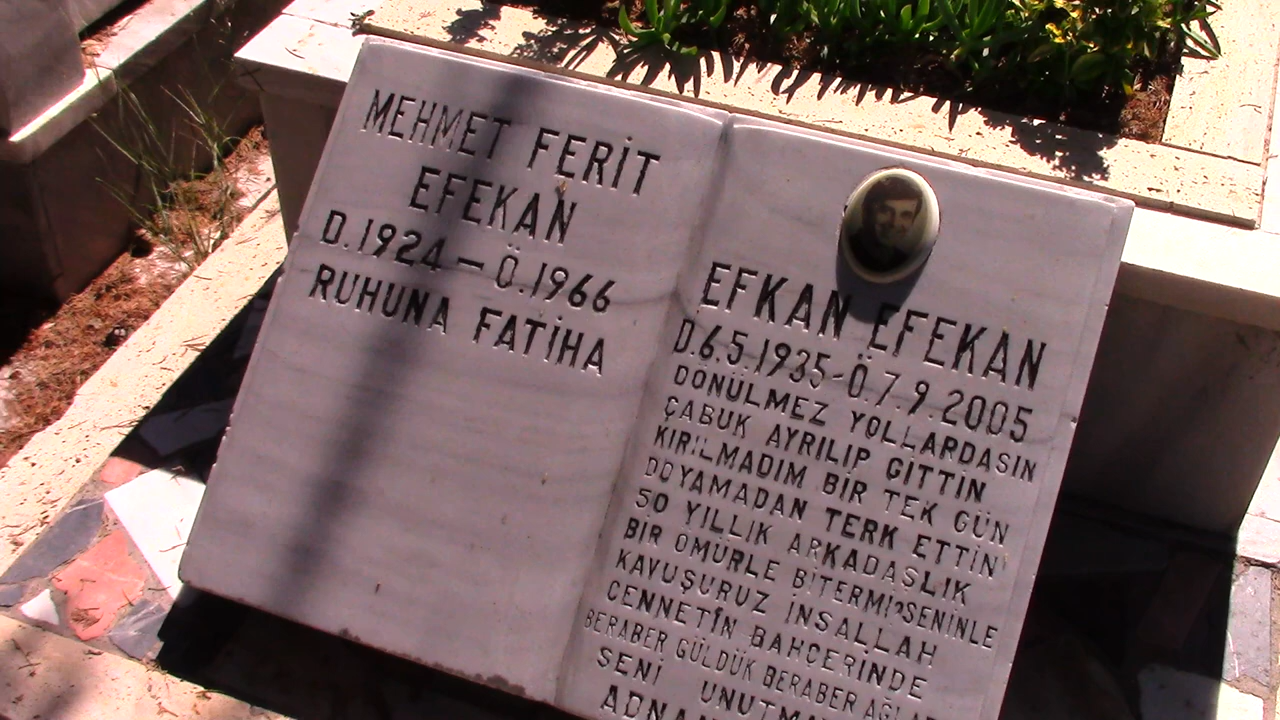 MEHMET FERİT
EFEKAN
D.1924-Ö.1966
RUHUNA FATİHA
EFKAN EFEKAN
D.6.5.1935-Ö.7.9.2005
DÖNÜLMEZ YOLLARDASIN
ÇABUK AYRILIP GİTTİN
KIRILMADIM BİR TEK GÜN
DOYAMADAN TERK ETTİN
50 YILLIK ARKADAŞLIK
BİR ÖMÜRLE BİTERMİ?SENİNLE
KAVUŞURUZ İNŞALLAH
CENNETİN BAHÇERİNDE
BERABER GÜLDÜK BERABER
SENİ